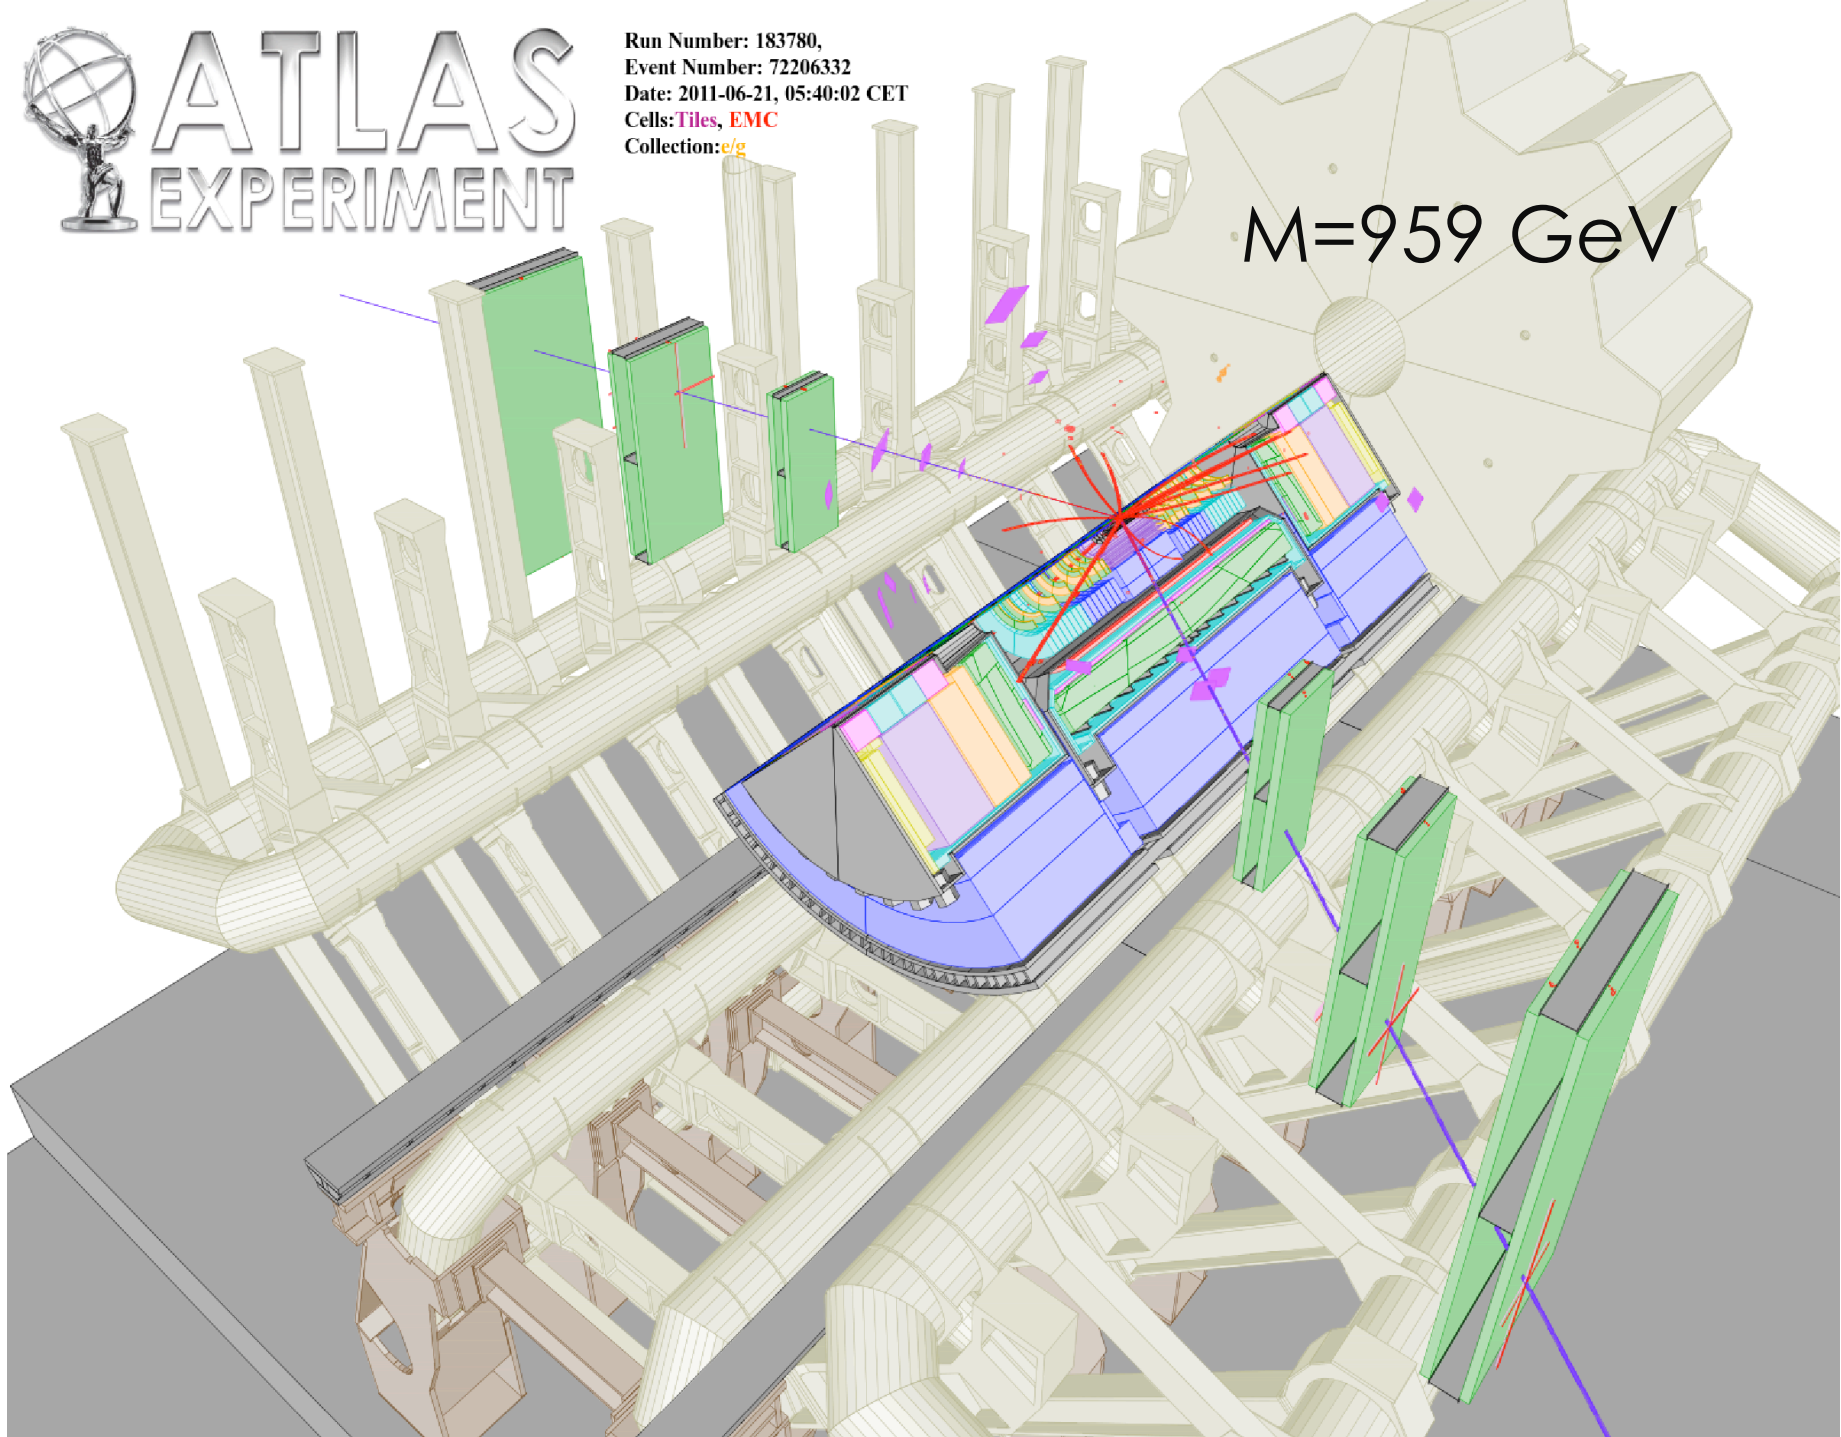 ATLAS
EXPERIMENT
Run Number: 183780,
Event Number: 72206332
Date: 2011-06-21, 05:40:02 CET
Cells:Tiles, EMC
Collection:e/g
M=959 GeV